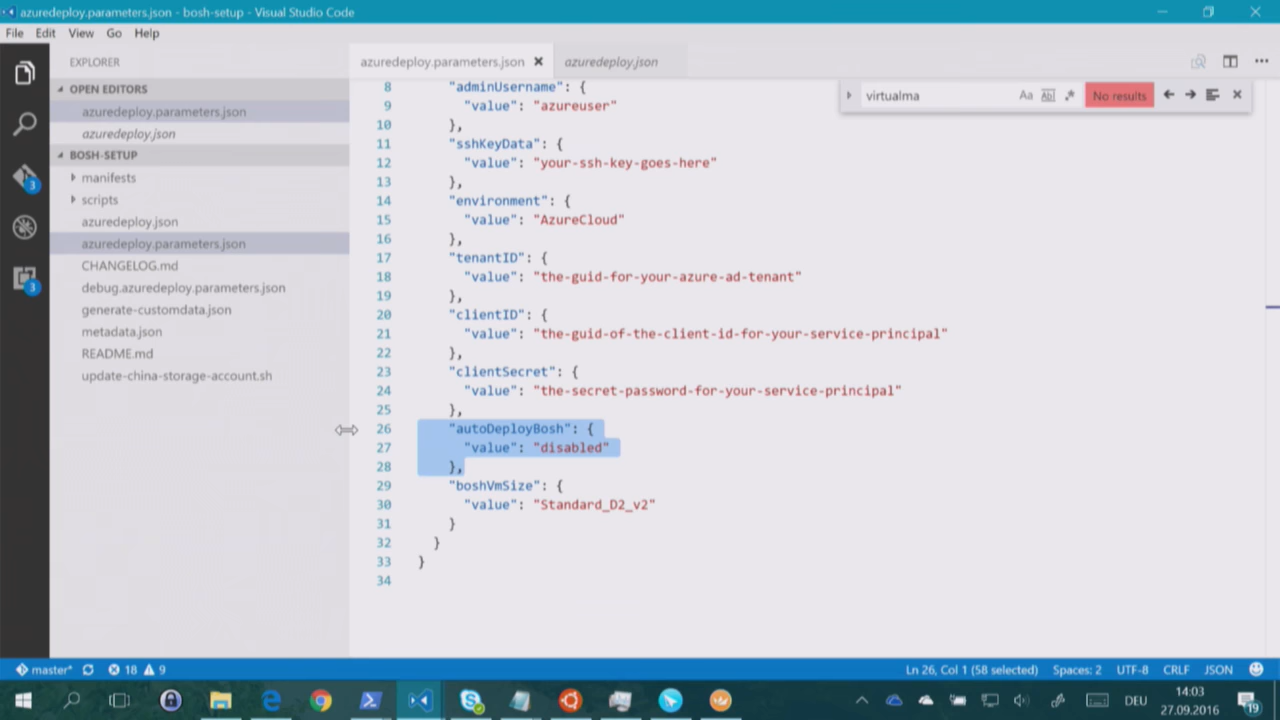 azuredeploy.parameters.json - bosh-setup - Visual Studio Code
File Edit View Go Help
EXPLORER
OPEN EDITORS
azuredeploy.parameters.json
azuredeploy.json
BOSH-SETUP
manifests
scripts
azuredeploy.json
azuredeploy.parameters.json
CHANGELOG.md
debug.azuredeploy.parameters.json
generate-customdata.json
metadata.json
README.md
update-china-storage-account.sh
3
3
azuredeploy.parameters.json azuredeploy.json
virtualma Aa Abl .* No results
8 "adminUsername": {
9 "value": "azureuser"
10 },
11 "sshKeyData": {
12 "value": "your-ssh-key-goes-here"
13 },
14 "environment": {
15 "value": "AzureCloud"
16 },
17 "tenantID": {
18 "value": "the-guid-for-your-azure-ad-tenant"
19 },
20 "clientID": {
21 "value": "the-guid-of-the-client-id-for-your-service-principal"
22 },
23 "clientSecret": {
24 "value": "the-secret-password-for-your-service-principal"
25 },
26 "autoDeployBosh": {
27 "value": "disabled"
28 },
29 "boshVmSize": {
30 "value": "Standard_D2_v2"
31 }
32 }
33 }
34
master* 18 9 Ln 26, Col 1 (58 selected) Spaces: 2 UTF-8 CRLF JSON
DEU 14:03
27.09.2016 19